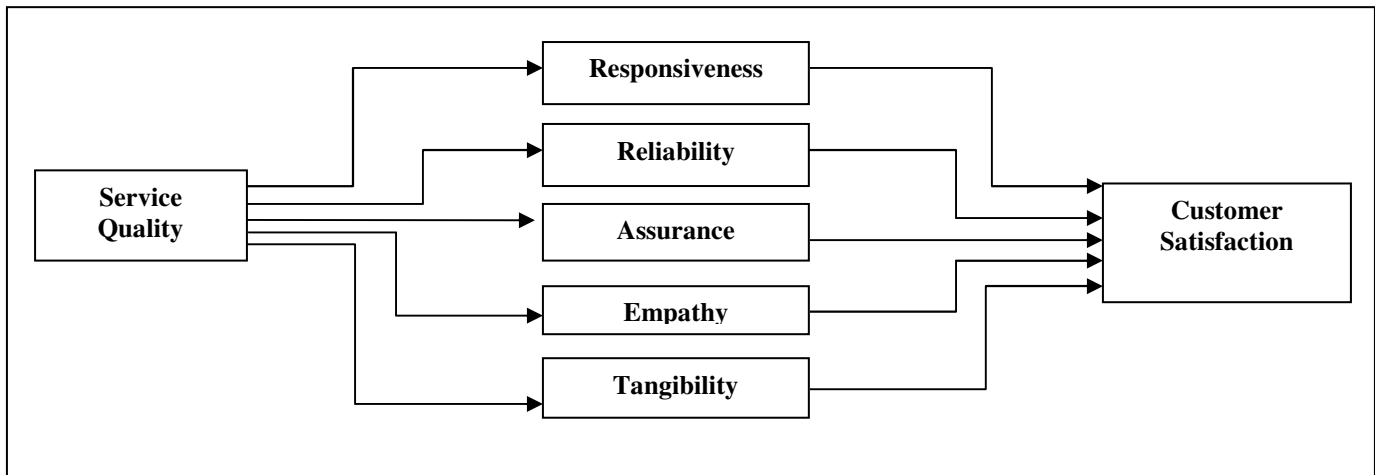 Responsiveness
Reliability
Service
Quality
Assurance
Customer
Satisfaction
Empathy
Tangibility